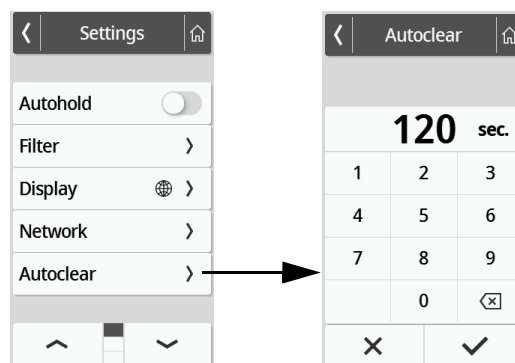 Settings
Autohold
Filter
Display
Network
Autoclear
Autoclear
120 sec.
1 2 3
4 5 6
7 8 9
0